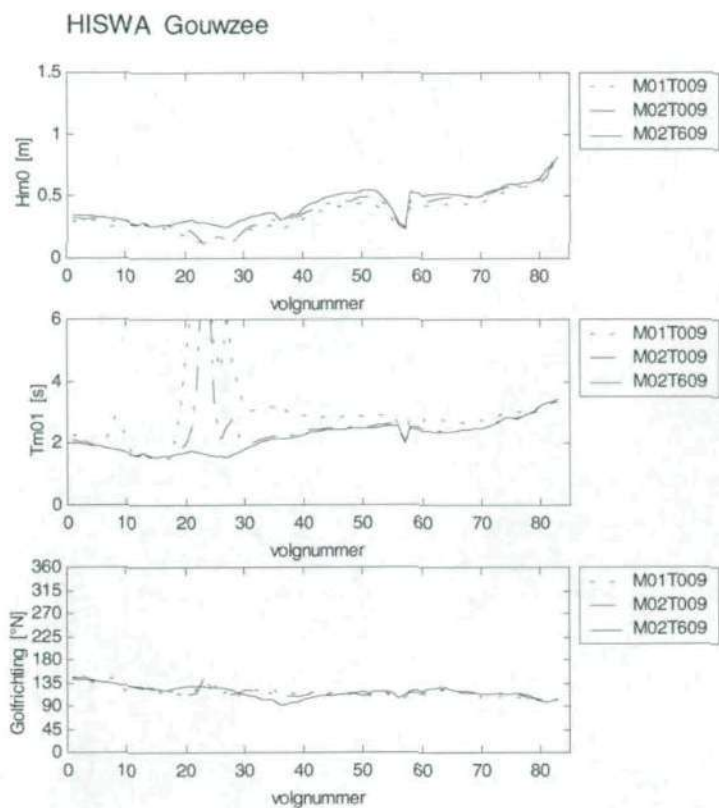 HISWA Gouwzee
1.5
1
0.5
0
Hm0 [m]
0 10 20 30 40 50 60 70 80
volgnummer
M01T009
M02T009
M02T609
6
4
2
0
Tm01 [s]
0 10 20 30 40 50 60 70 80
volgnummer
M01T009
M02T009
M02T609
360
315
270
225
180
135
90
45
0
Golfrichting [°N]
0 10 20 30 40 50 60 70 80
volgnummer
M01T009
M02T009
M02T609